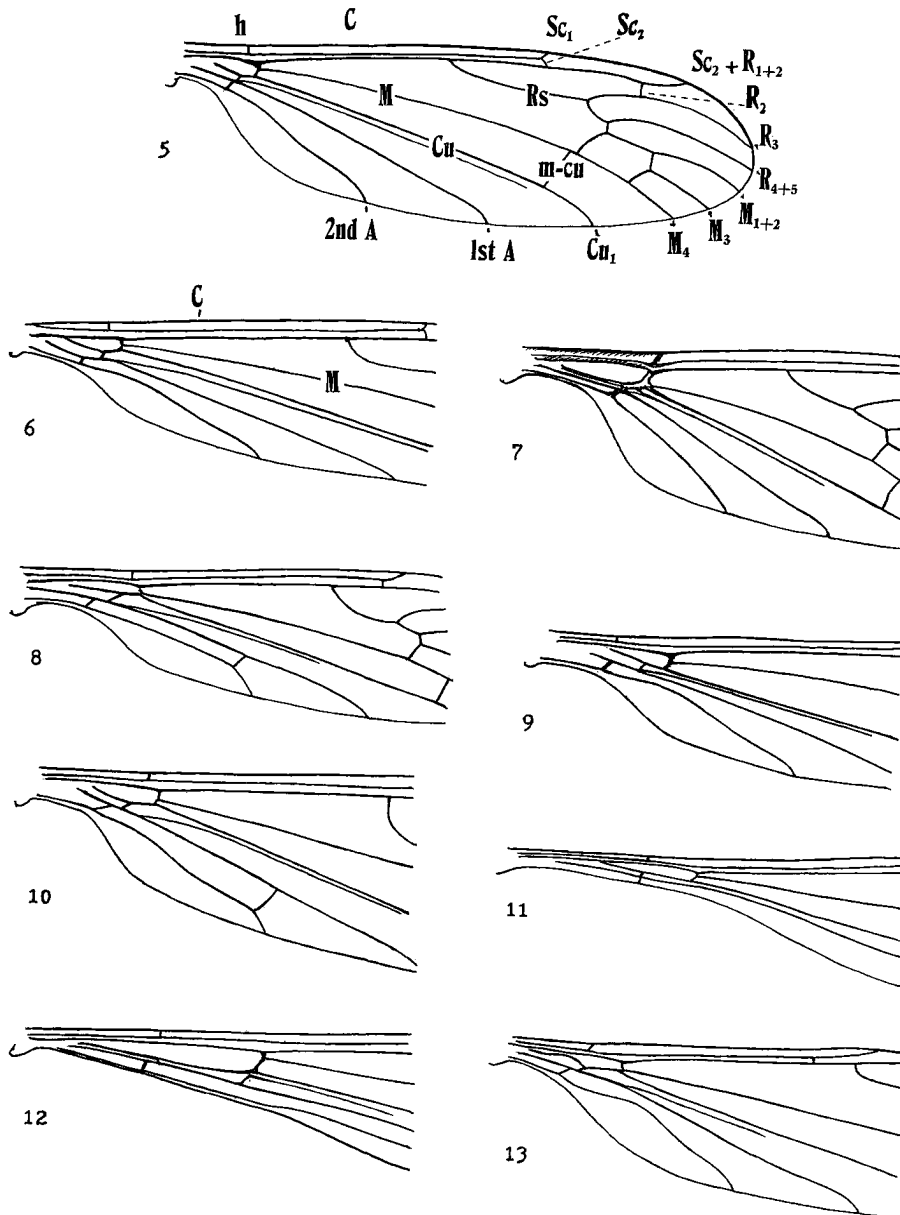 h C Sc₁ Sc₂
Sc₂ + R₁₊₂
M Rs R₂
R₃
5 Cu m-cu R₄₊₅
M₁₊₂
2nd A 1st A Cu₁ M₄ M₃
C
M
6
7
8
9
10
11
12
13